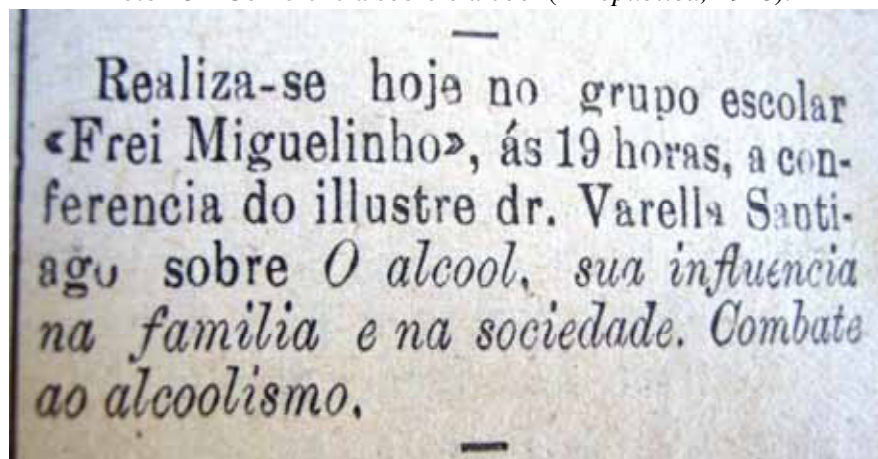 Realiza-se hoje no grupo escolar
«Frei Miguelinho», ás 19 horas, a con-
ferencia do illustre dr. Varella Santi-
ago sobre O alcool, sua influencia
na familia e na sociedade. Combate
ao alcoolismo.